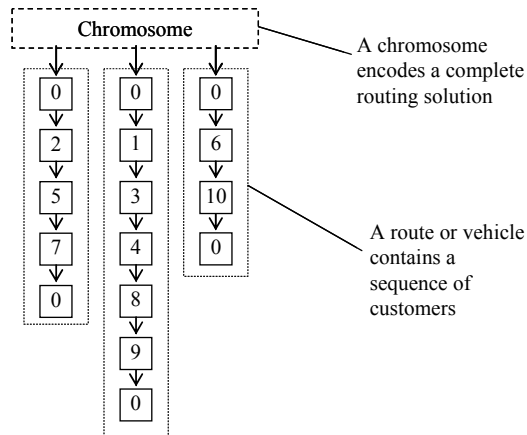 Chromosome
A chromosome
encodes a complete
routing solution
0 0 0
2 1 6
5 3 10
7 4 0
0 8
9
0
A route or vehicle
contains a
sequence of
customers